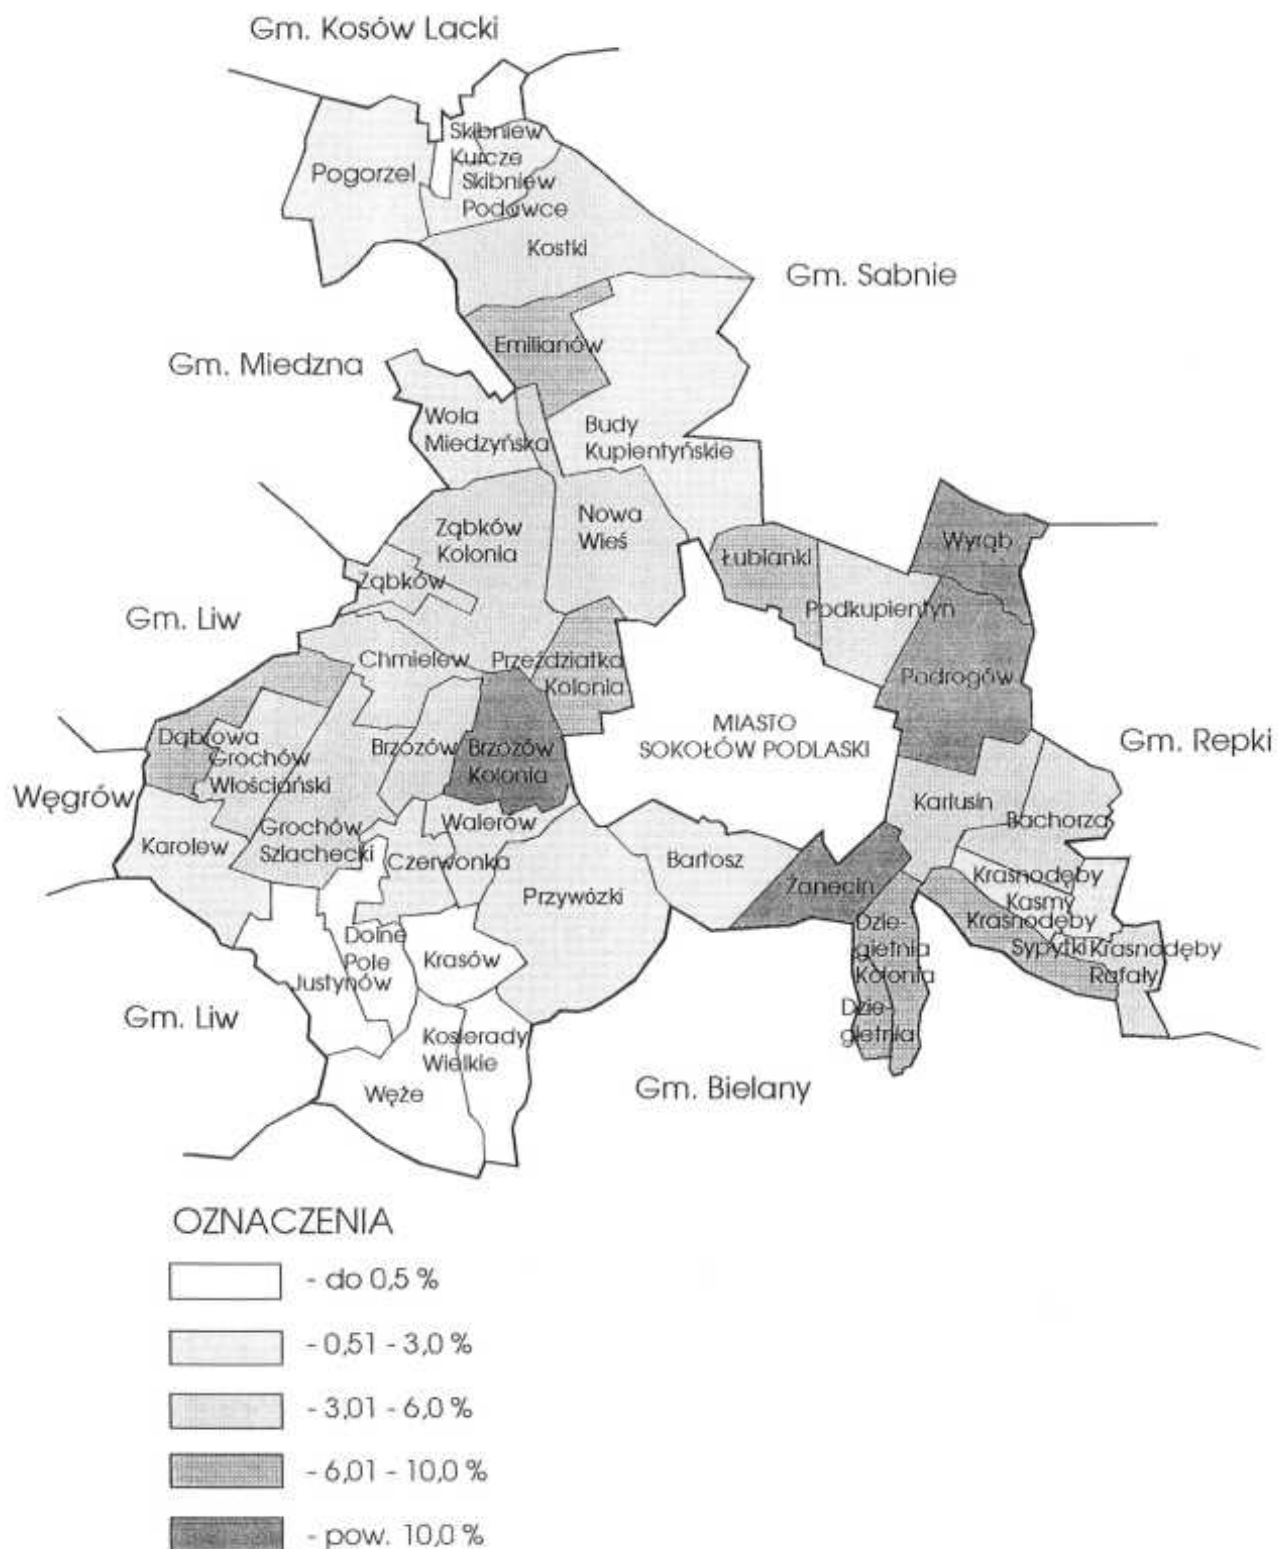 Gm. Kosów Lacki
Skibniew
Kurcze
Pogorzel
Skibniew
Podawce
Kostki
Gm. Sabnie
Emilianów
Gm. Miedzna
Wola
Miedzyńska
Budy
Kupientyńskie
Nowa
Wieś
Ząbków
Kolonia
Wyrąb
Łubianki
Ząbków
Podkupientyn
Gm. Liw
Chmielew
Przeździatka
Kolonia
Podrogów
MIASTO
SOKOŁÓW PODLASKI
Dąbrowa
Grochów
Włościański
Brzozów
Brzozów
Kolonia
Gm. Repki
Węgrów
Karlusin
Bachorza
Walerów
Grochów
Szlachecki
Karolew
Czerwonka
Bartosz
Żanecin
Krasnodęby
Kasmy
Przywózki
Krasnodęby
Sypytki
Krasnodęby
Rafały
Dzie-
gietnia
Kolonia
Dolne
Pole
Krasów
Justynów
Dzie-
gietnia
Gm. Liw
Kosierady
Wielkie
Węże
Gm. Bielany
OZNACZENIA
- do 0,5 %
- 0,51 - 3,0 %
- 3,01 - 6,0 %
- 6,01 - 10,0 %
- pow. 10,0 %